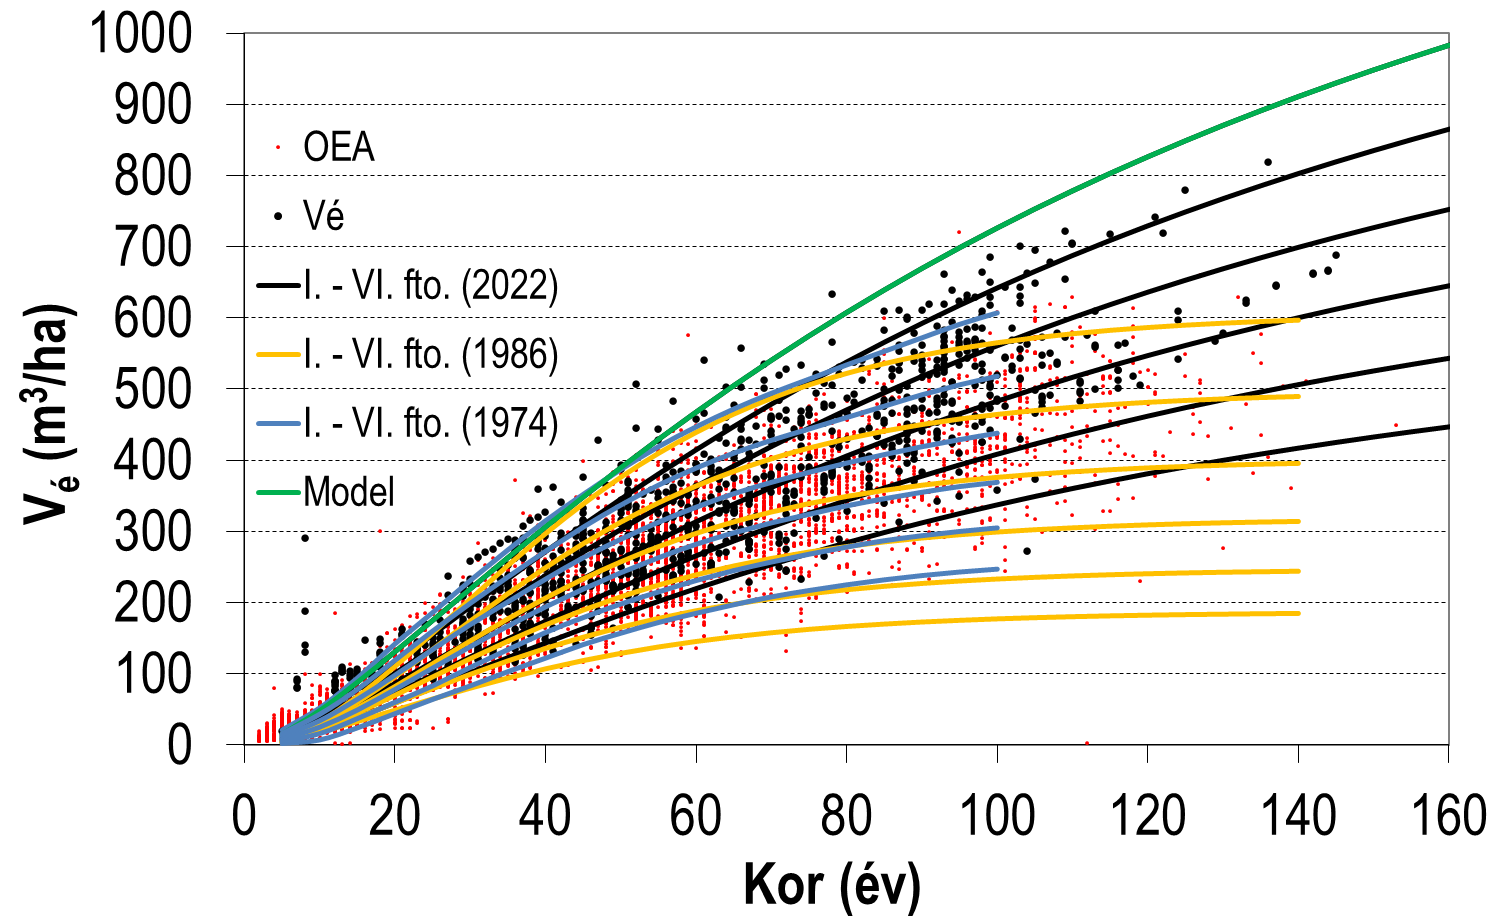 1000
900
800
700
600
500
400
300
200
100
0
OEA
Vé
I. - VI. fto. (2022)
I. - VI. fto. (1986)
I. - VI. fto. (1974)
Model
Vé (m³/ha)
0 20 40 60 80 100 120 140 160
Kor (év)